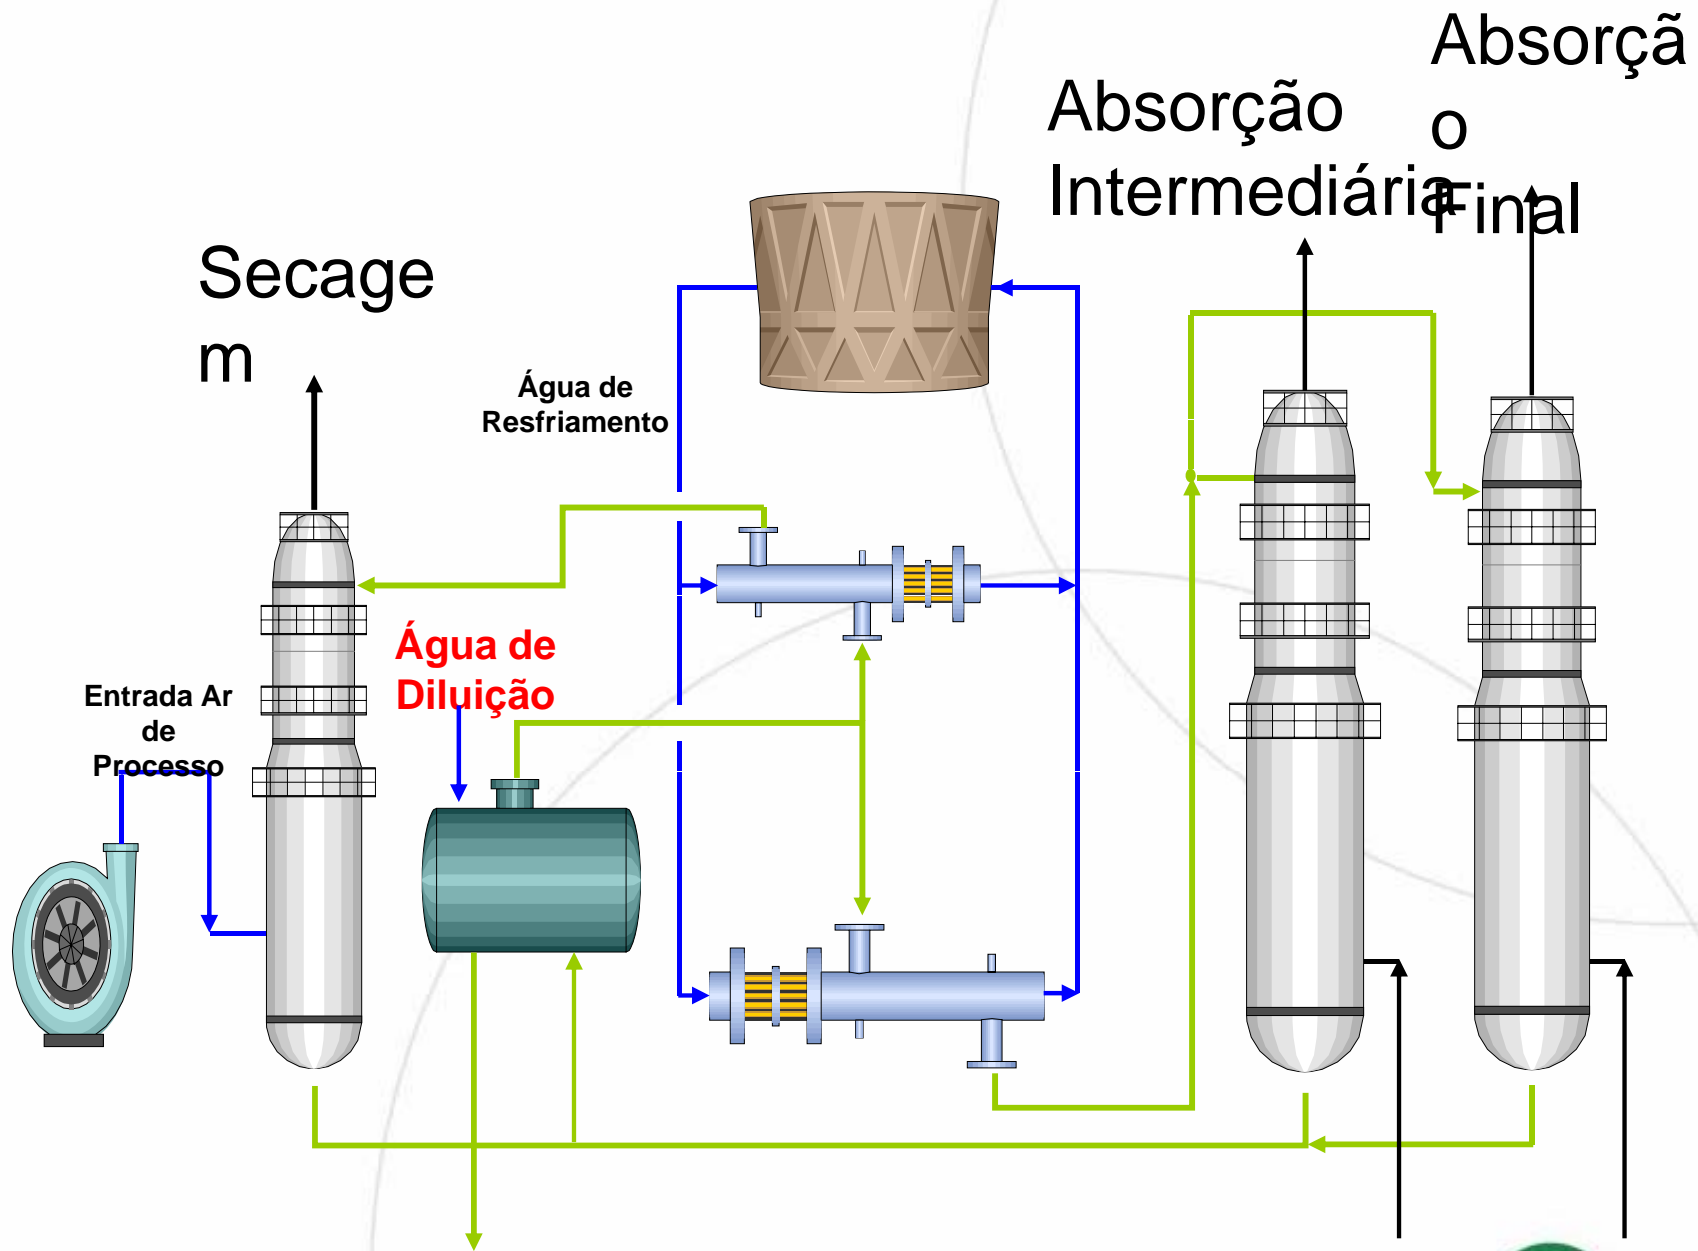 Absorçã
o
Final
Absorção
Intermediária
Secage
m
Água de
Resfriamento
Água de
Diluição
Entrada Ar
de
Processo